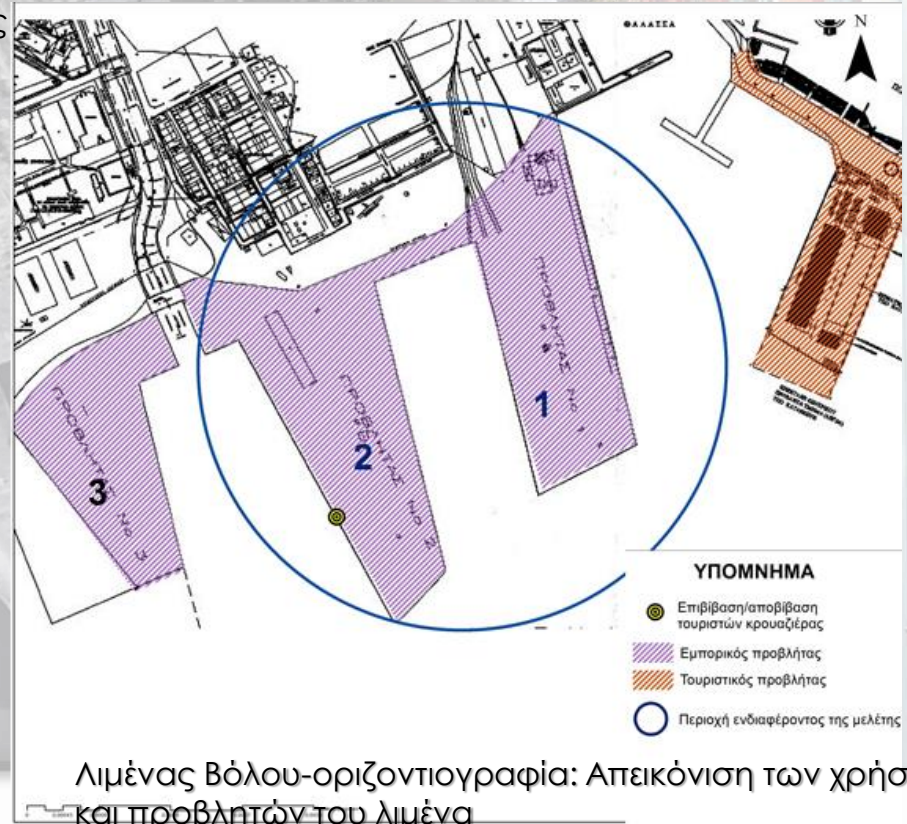 ς
ΘΑΛΑΣΣΑ
N
ΠΡΟΒΛΗΤΑΣ Νο 1
1
ΠΡΟΒΛΗΤΑΣ Νο 2
2
ΠΡΟΒΛΗΤΑΣ Νο 3
3
ΥΠΟΜΝΗΜΑ
Επιβίβαση/αποβίβαση
τουριστών κρουαζιέρας
Εμπορικός προβλήτας
Τουριστικός προβλήτας
Περιοχή ενδιαφέροντος της μελέτης
Λιμένας Βόλου-οριζοντιογραφία: Απεικόνιση των χρήσ
και προβλητών του λιμένα